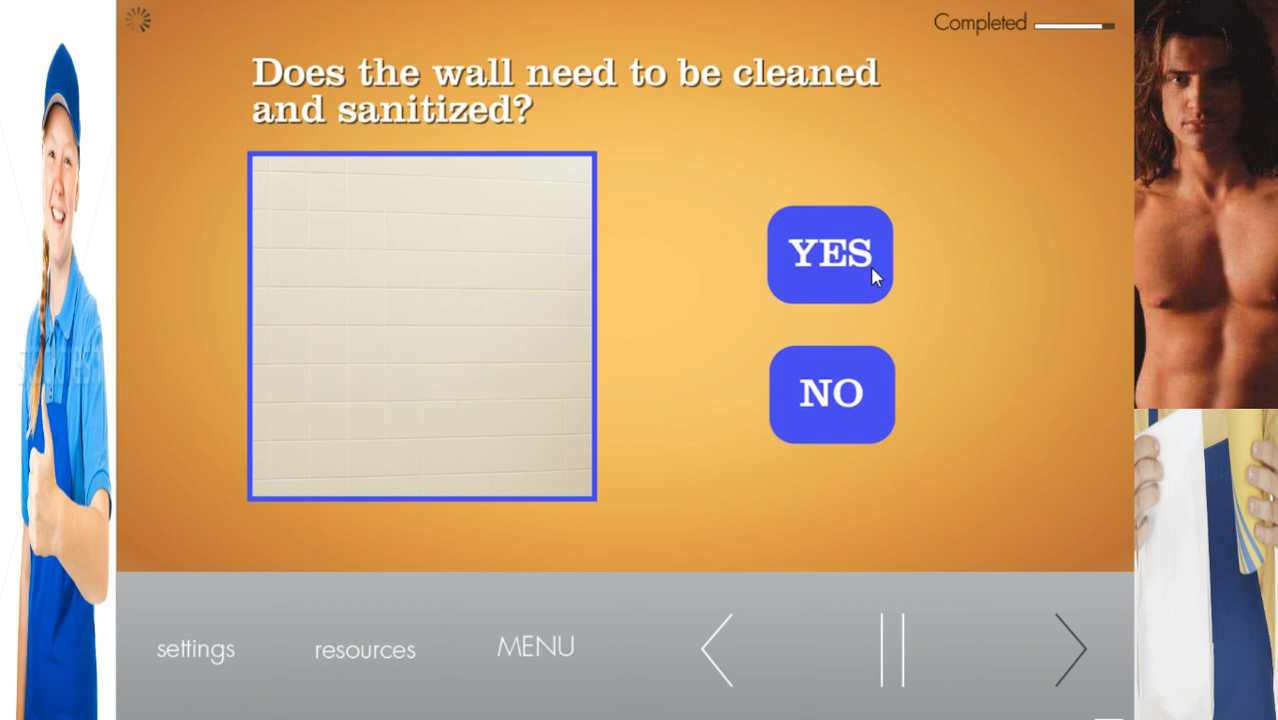 Completed
Does the wall need to be cleaned
and sanitized?
YES
NO
settings
resources
MENU